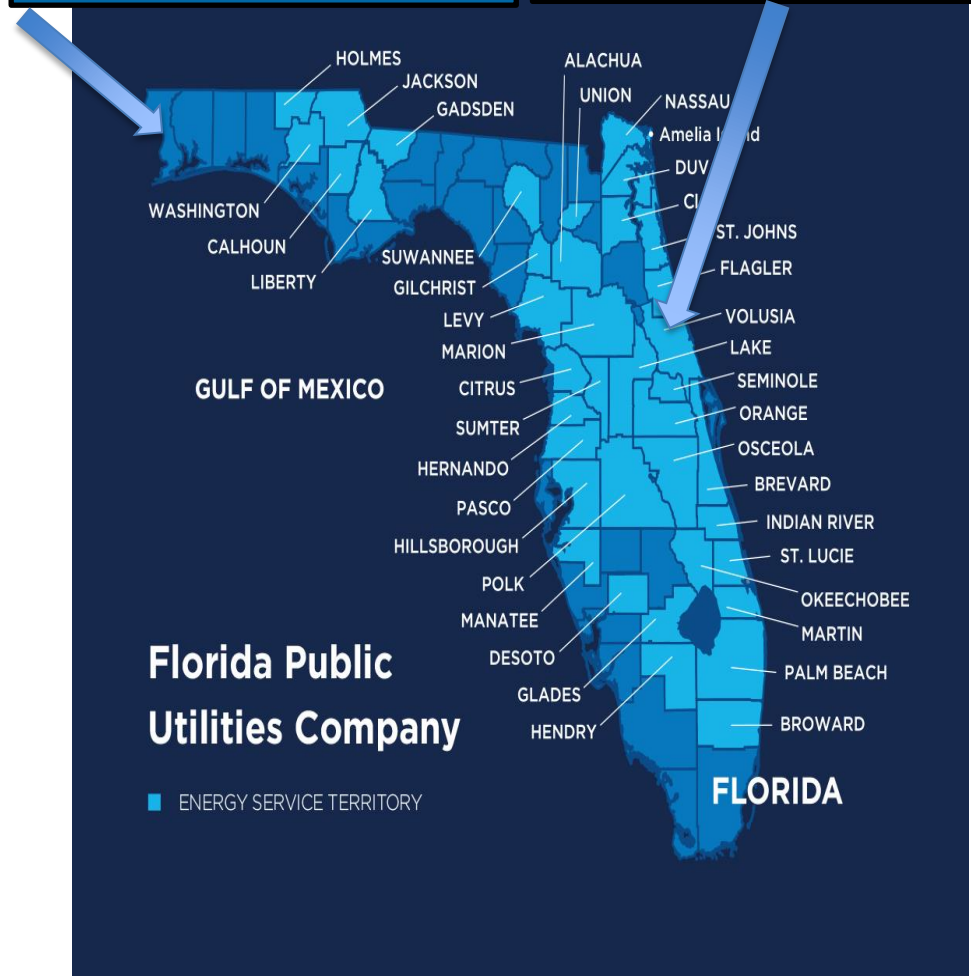 HOLMES
JACKSON
GADSDEN
ALACHUA
UNION
NASSAU
Amelia
DUV
CL
WASHINGTON
CALHOUN
LIBERTY
SUWANNEE
GILCHRIST
LEVY
MARION
ST. JOHNS
FLAGLER
VOLUSIA
LAKE
GULF OF MEXICO
CITRUS
SUMTER
HERNANDO
PASCO
HILLSBOROUGH
POLK
MANATEE
DESOTO
GLADES
HENDRY
SEMINOLE
ORANGE
OSCEOLA
BREVARD
INDIAN RIVER
ST. LUCIE
OKEECHOBEE
MARTIN
PALM BEACH
BROWARD
Florida Public
Utilities Company
ENERGY SERVICE TERRITORY
FLORIDA